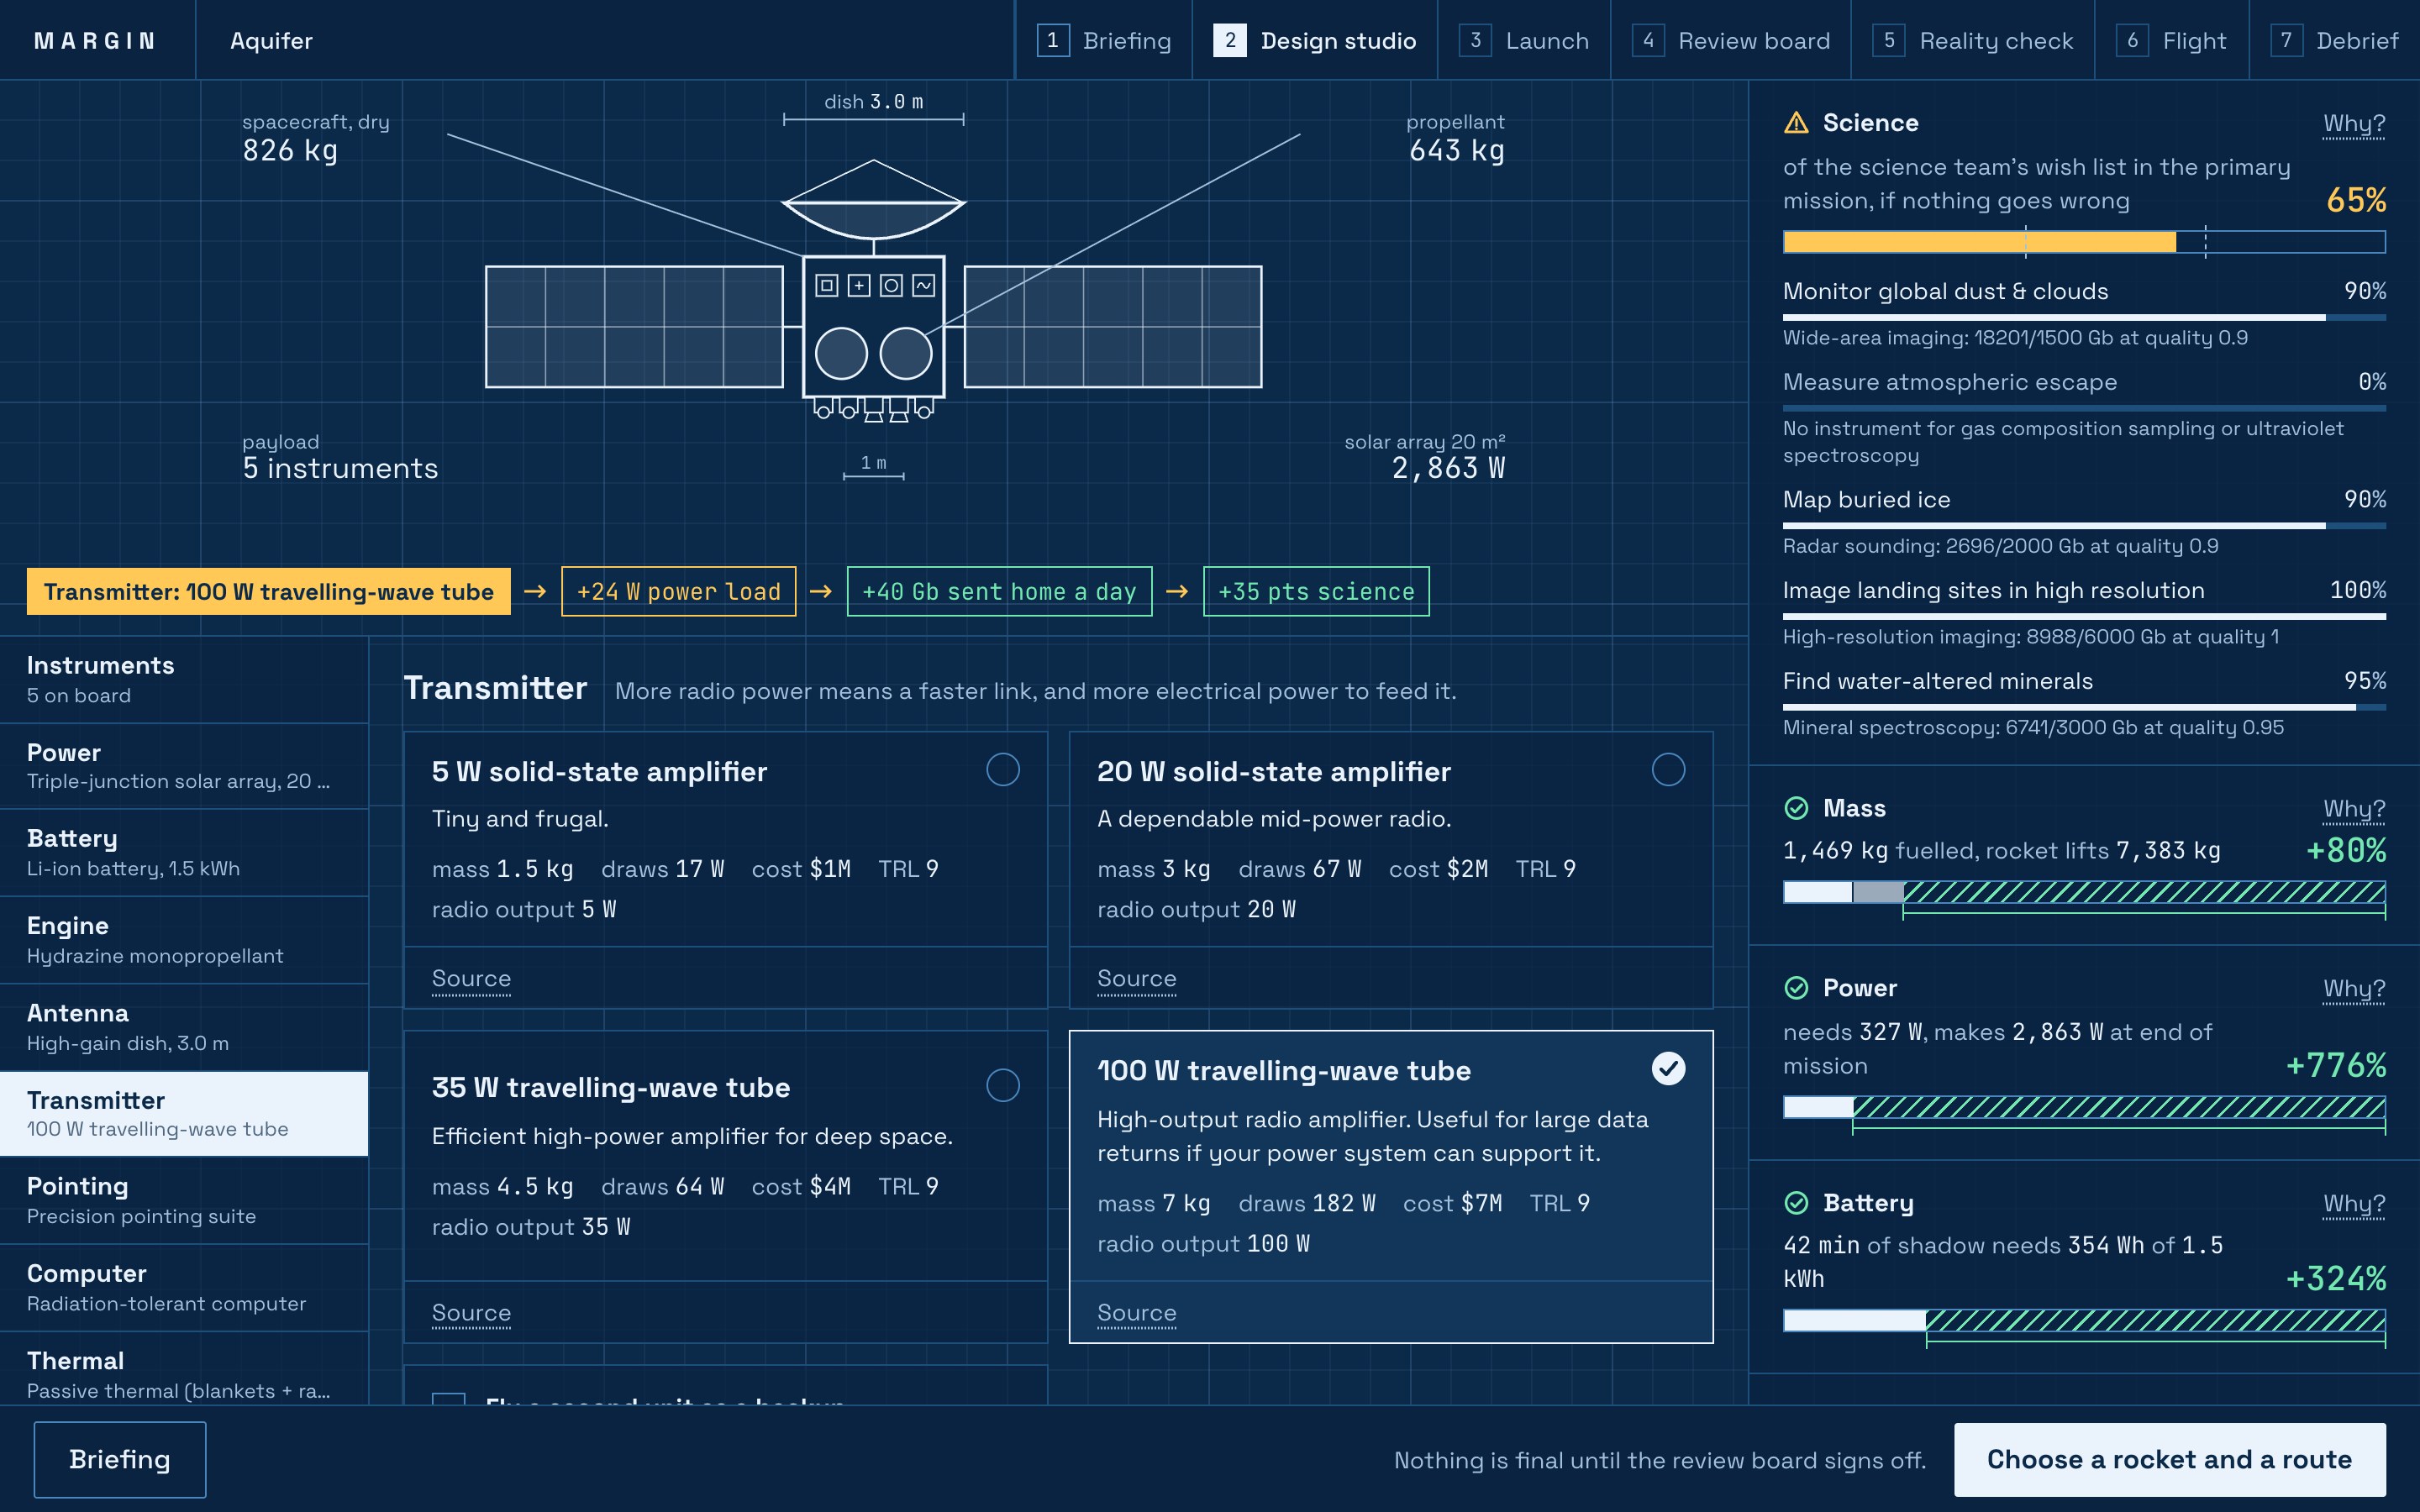 MARGIN
Aquifer
1 Briefing
2 Design studio
3 Launch
4 Review board
5 Reality check
6 Flight
7 Debrief
spacecraft, dry
826 kg
dish 3.0 m
propellant
643 kg
payload
5 instruments
1 m
solar array 20 m²
2,863 W
Transmitter: 100 W travelling-wave tube → +24 W power load → +40 Gb sent home a day → +35 pts science
Instruments
5 on board
Power
Triple-junction solar array, 20 ...
Battery
Li-ion battery, 1.5 kWh
Engine
Hydrazine monopropellant
Antenna
High-gain dish, 3.0 m
Transmitter
100 W travelling-wave tube
Pointing
Precision pointing suite
Computer
Radiation-tolerant computer
Thermal
Passive thermal (blankets + ra...
Transmitter More radio power means a faster link, and more electrical power to feed it.
5 W solid-state amplifier
Tiny and frugal.
mass 1.5 kg draws 17 W cost $1M TRL 9
radio output 5 W
Source
20 W solid-state amplifier
A dependable mid-power radio.
mass 3 kg draws 67 W cost $2M TRL 9
radio output 20 W
Source
35 W travelling-wave tube
Efficient high-power amplifier for deep space.
mass 4.5 kg draws 64 W cost $4M TRL 9
radio output 35 W
Source
100 W travelling-wave tube
High-output radio amplifier. Useful for large data
returns if your power system can support it.
mass 7 kg draws 182 W cost $7M TRL 9
radio output 100 W
Source
Fly a second unit as a backup
Science Why?
of the science team's wish list in the primary
mission, if nothing goes wrong 65%
Monitor global dust & clouds 90%
Wide-area imaging: 18201/1500 Gb at quality 0.9
Measure atmospheric escape 0%
No instrument for gas composition sampling or ultraviolet
spectroscopy
Map buried ice 90%
Radar sounding: 2696/2000 Gb at quality 0.9
Image landing sites in high resolution 100%
High-resolution imaging: 8988/6000 Gb at quality 1
Find water-altered minerals 95%
Mineral spectroscopy: 6741/3000 Gb at quality 0.95
Mass Why?
1,469 kg fuelled, rocket lifts 7,383 kg +80%
Power Why?
needs 327 W, makes 2,863 W at end of
mission +776%
Battery Why?
42 min of shadow needs 354 Wh of 1.5
kWh +324%
Briefing
Nothing is final until the review board signs off.
Choose a rocket and a route